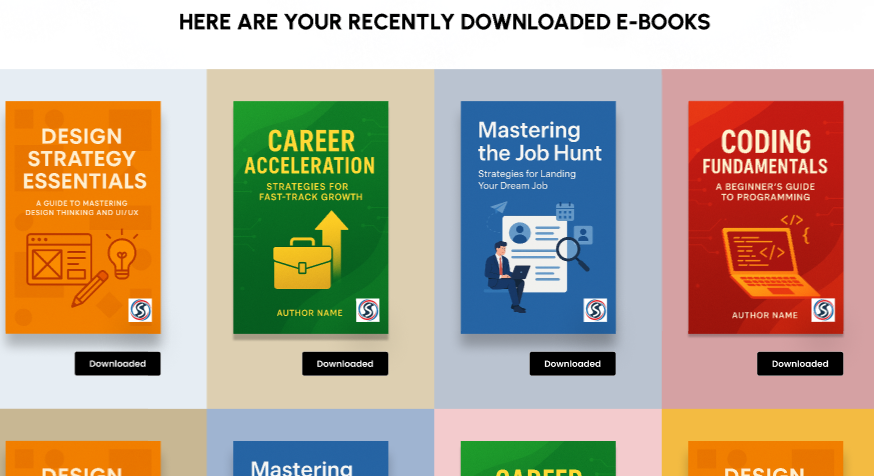 HERE ARE YOUR RECENTLY DOWNLOADED E-BOOKS
DESIGN
STRATEGY
ESSENTIALS
A GUIDE TO MASTERING
DESIGN THINKING AND UI/UX
Downloaded
CAREER
ACCELERATION
STRATEGIES FOR
FAST-TRACK GROWTH
AUTHOR NAME
Downloaded
Mastering
the Job Hunt
Strategies for Landing
Your Dream Job
Downloaded
CODING
FUNDAMENTALS
A BEGINNER'S GUIDE
TO PROGRAMMING
</>
{
AUTHOR NAME
Downloaded
DESIGN
Mastering
CAREER
DESIGN